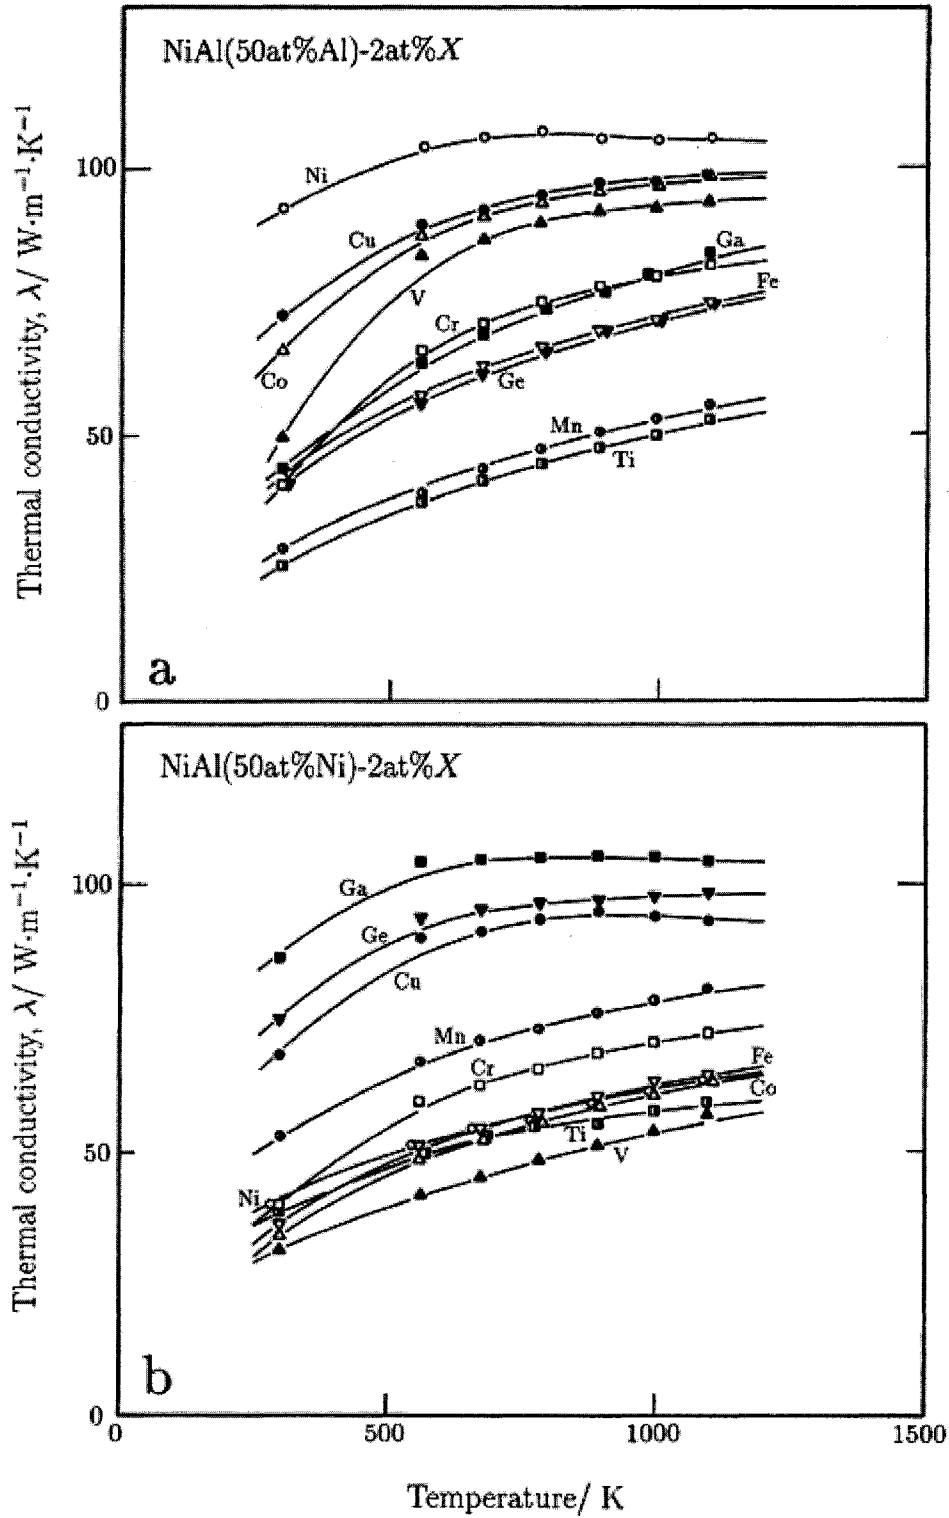 NiAl(50at%Al)-2at%X
Thermal conductivity, λ/ W·m⁻¹·K⁻¹
100
50
0
Ni
Cu
Co
V
Cr
Ga
Fe
Ge
Mn
Ti
a
NiAl(50at%Ni)-2at%X
Thermal conductivity, λ/ W·m⁻¹·K⁻¹
100
50
0
Ga
Ge
Cu
Mn
Cr
Fe
Co
Ti
V
Ni
b
0
500
1000
1500
Temperature/ K